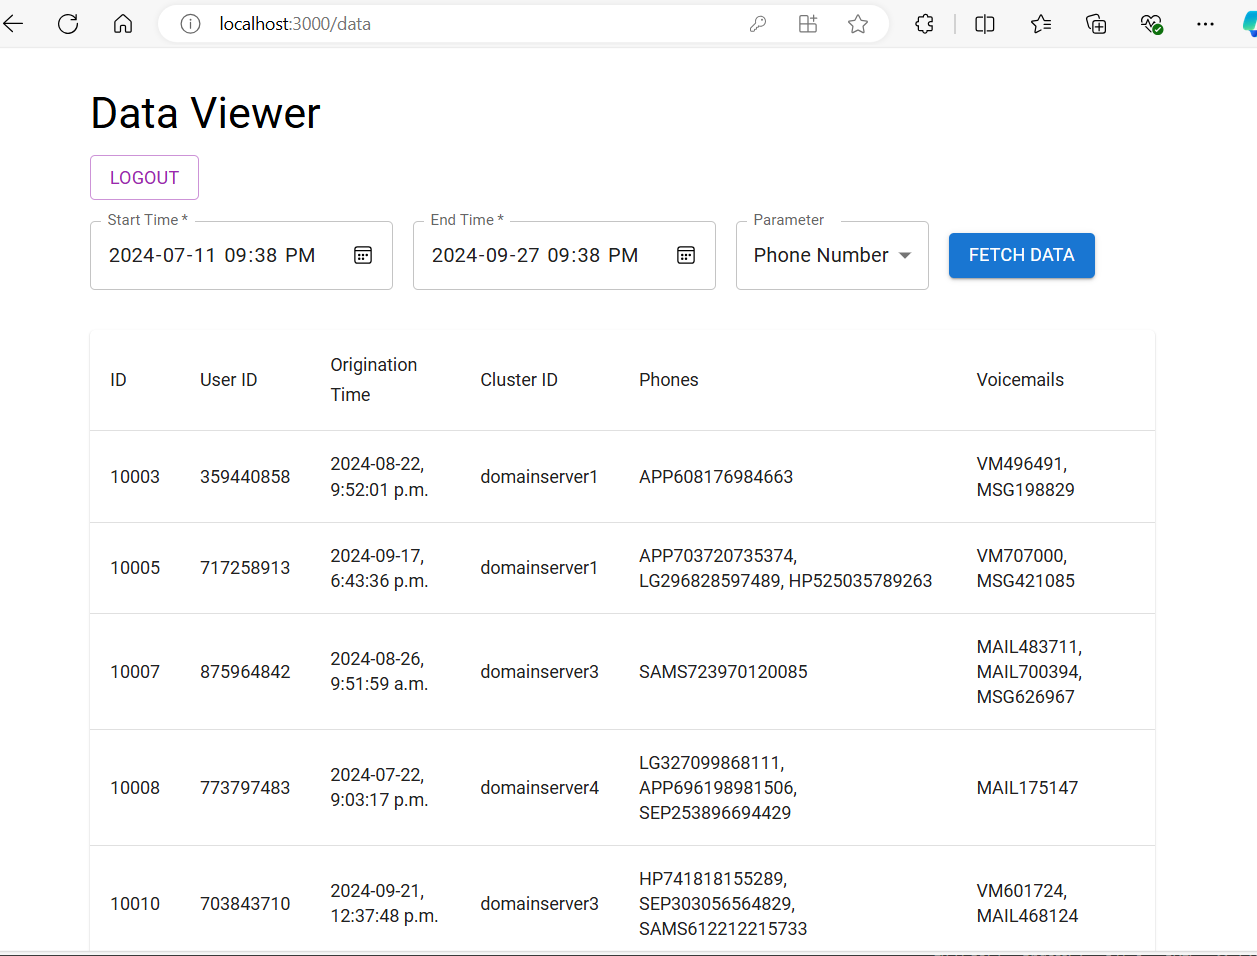 localhost:3000/data
Data Viewer
LOGOUT
Start Time *
End Time *
Parameter
2024-07-11 09:38 PM
2024-09-27 09:38 PM
Phone Number
FETCH DATA
ID
User ID
Origination
Time
Cluster ID
Phones
Voicemails
10003
359440858
2024-08-22,
9:52:01 p.m.
domainserver1
APP608176984663
VM496491,
MSG198829
10005
717258913
2024-09-17,
6:43:36 p.m.
domainserver1
APP703720735374,
LG296828597489, HP525035789263
VM707000,
MSG421085
10007
875964842
2024-08-26,
9:51:59 a.m.
domainserver3
SAMS723970120085
MAIL483711,
MAIL700394,
MSG626967
10008
773797483
2024-07-22,
9:03:17 p.m.
domainserver4
LG327099868111,
APP696198981506,
SEP253896694429
MAIL175147
10010
703843710
2024-09-21,
12:37:48 p.m.
domainserver3
HP741818155289,
SEP303056564829,
SAMS612212215733
VM601724,
MAIL468124